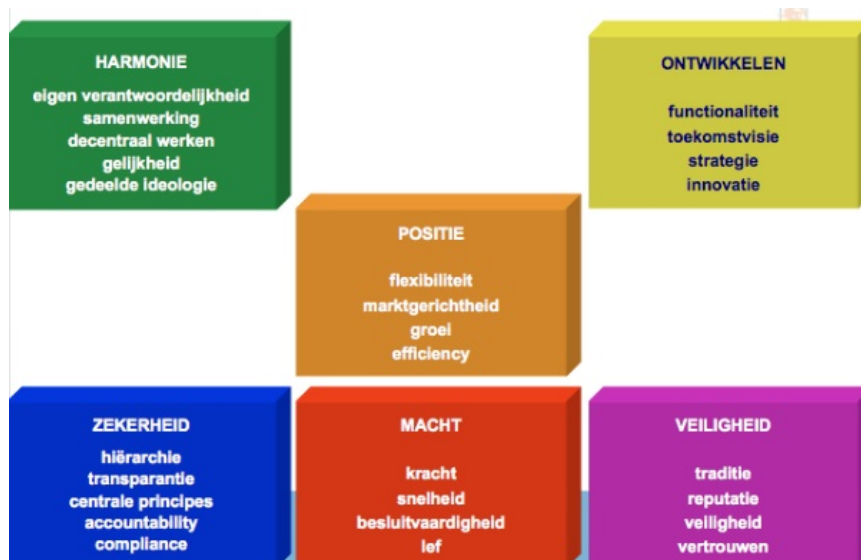 HARMONIE
eigen verantwoordelijkheid
samenwerking
decentraal werken
gelijkheid
gedeelde ideologie
ONTWIKKELEN
functionaliteit
toekomstvisie
strategie
innovatie
POSITIE
flexibiliteit
marktgerichtheid
groei
efficiency
ZEKERHEID
hiërarchie
transparantie
centrale principes
accountability
compliance
MACHT
kracht
snelheid
besluitvaardigheid
lef
VEILIGHEID
traditie
reputatie
veiligheid
vertrouwen